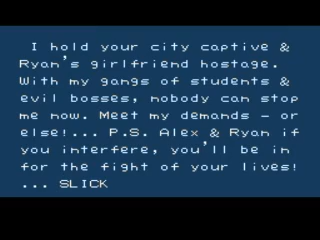 I hold your city captive &
Ryan's girlfriend hostage.
With my gangs of students &
evil bosses, nobody can stop
me now. Meet my demands - or
else!... P.S. Alex & Ryan if
you interfere, you'll be in
for the fight of your lives!
... SLICK